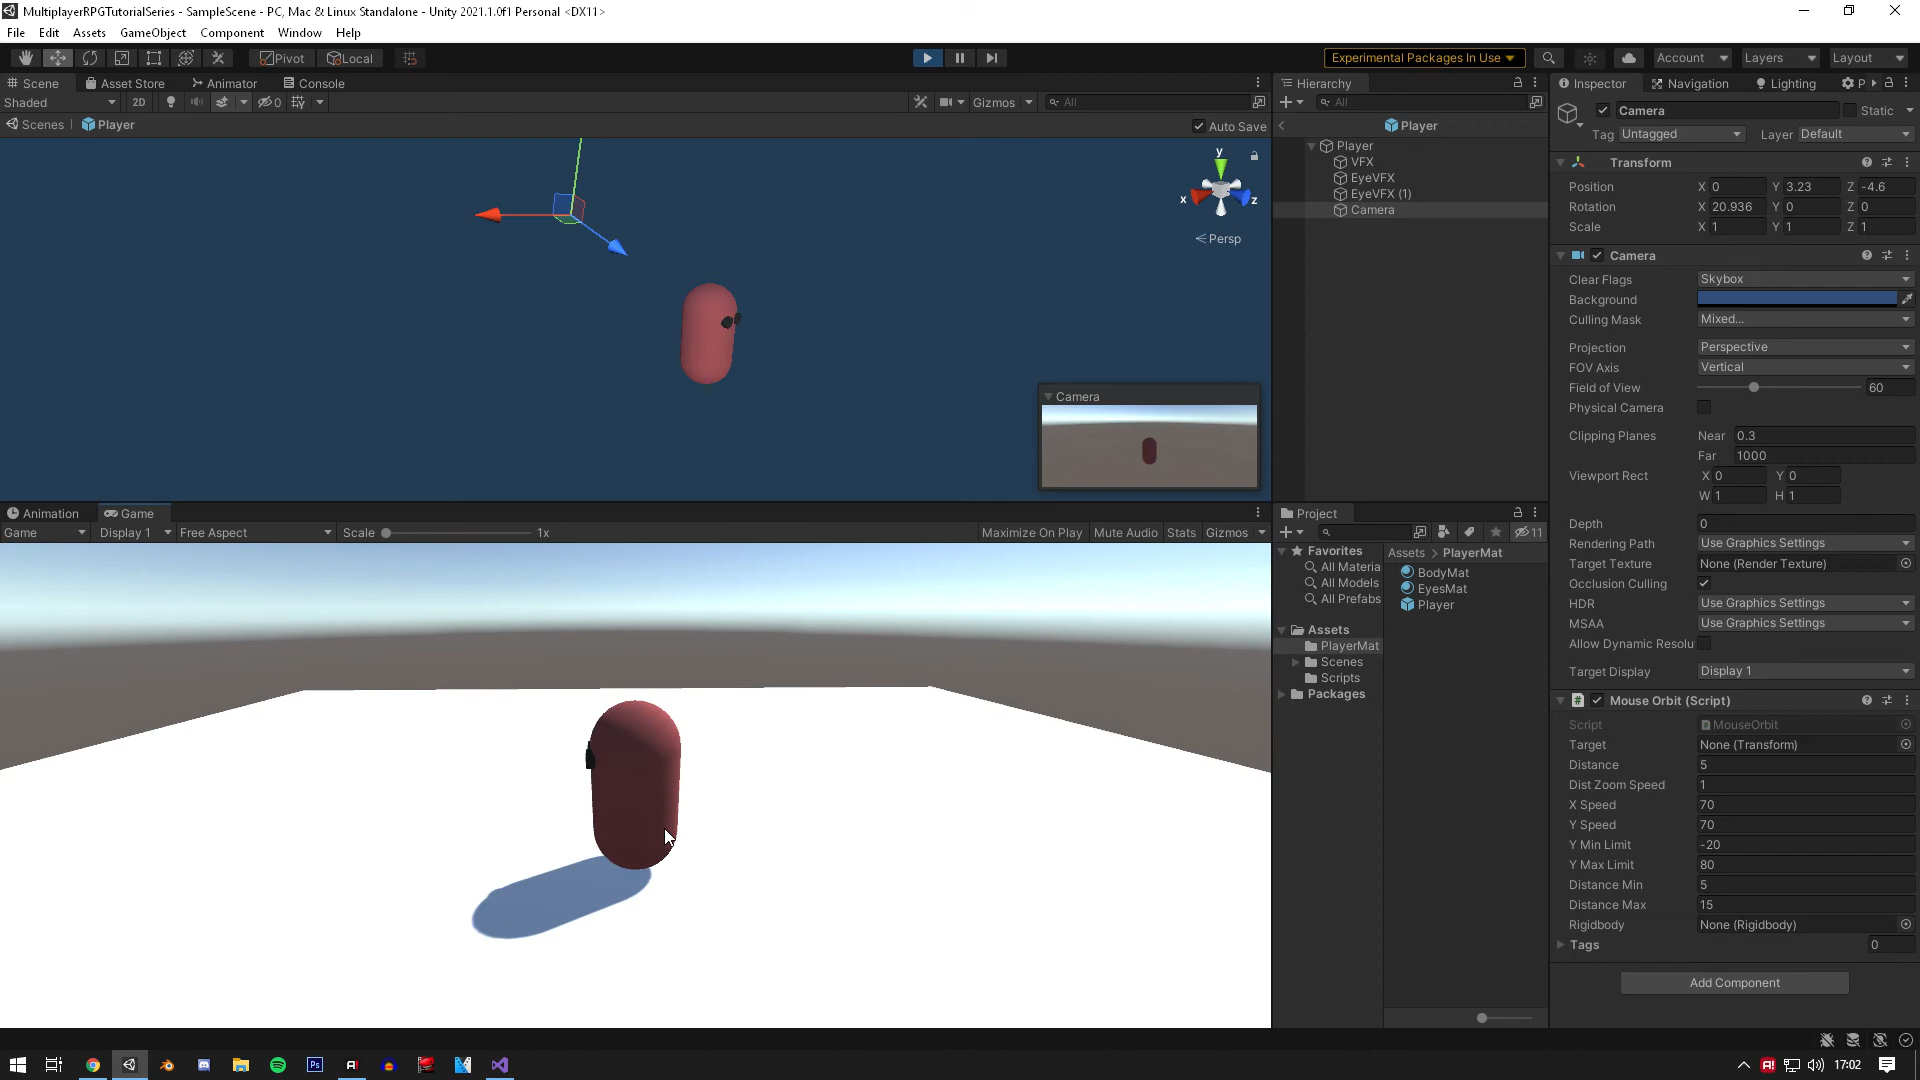 MultiplayerRPGTutorialSeries - SampleScene - PC, Mac & Linux Standalone - Unity 2021.1.0f1 Personal <DX11>
File Edit Assets GameObject Component Window Help
Pivot Local Experimental Packages In Use Account Layers Layout
Scene Asset Store Animator Console
Shaded 2D 0 Gizmos All
Scenes Player Auto Save
y
x
z
Persp
Camera
Animation Game
Game Display 1 Free Aspect Scale 1x Maximize On Play Mute Audio Stats Gizmos
Hierarchy
All
Player
Player
VFX
EyeVFX
EyeVFX (1)
Camera
Project
11
Favorites
All Materia
All Models
All Prefabs
Assets
PlayerMat
Scenes
Scripts
Packages
Assets > PlayerMat
BodyMat
EyesMat
Player
Inspector Navigation Lighting P
Camera Static
Tag Untagged Layer Default
Transform
Position X 0 Y 3.23 Z -4.6
Rotation X 20.936 Y 0 Z 0
Scale X 1 Y 1 Z 1
Camera
Clear Flags Skybox
Background
Culling Mask Mixed...
Projection Perspective
FOV Axis Vertical
Field of View 60
Physical Camera
Clipping Planes Near 0.3
Far 1000
Viewport Rect X 0 Y 0
W 1 H 1
Depth 0
Rendering Path Use Graphics Settings
Target Texture None (Render Texture)
Occlusion Culling
HDR Use Graphics Settings
MSAA Use Graphics Settings
Allow Dynamic Resolu
Target Display Display 1
# Mouse Orbit (Script)
Script MouseOrbit
Target None (Transform)
Distance 5
Dist Zoom Speed 1
X Speed 70
Y Speed 70
Y Min Limit -20
Y Max Limit 80
Distance Min 5
Distance Max 15
Rigidbody None (Rigidbody)
Tags 0
Add Component
Ps A! A! 17:02